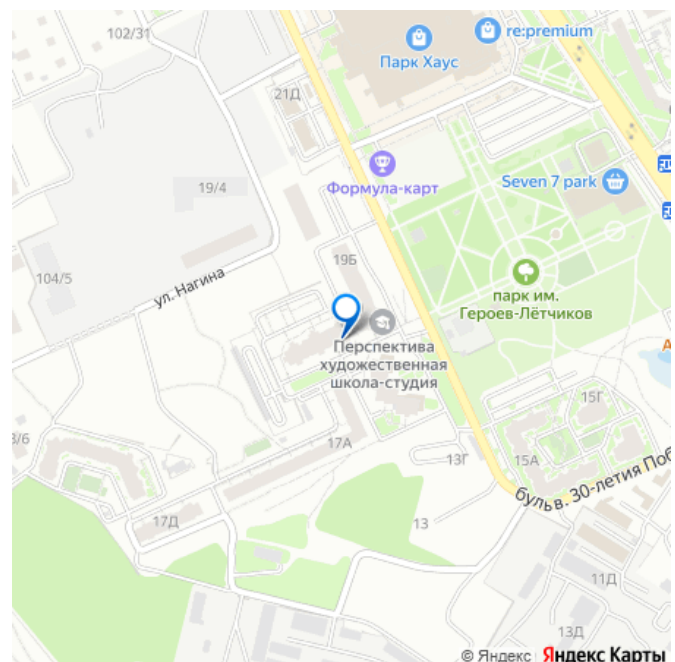 102/31
re:premium
Парк Хаус
21Д
Формула-карт
Seven 7 park
19/4
19Б
104/5
ул. Нагина
парк им.
Героев-Лётчиков
Перспектива
художественная
школа-студия
15Г
17А
13Г
15А
бульв. 30-летия Поб
17Д
13
11Д
13Д
© Яндекс Яндекс Карты